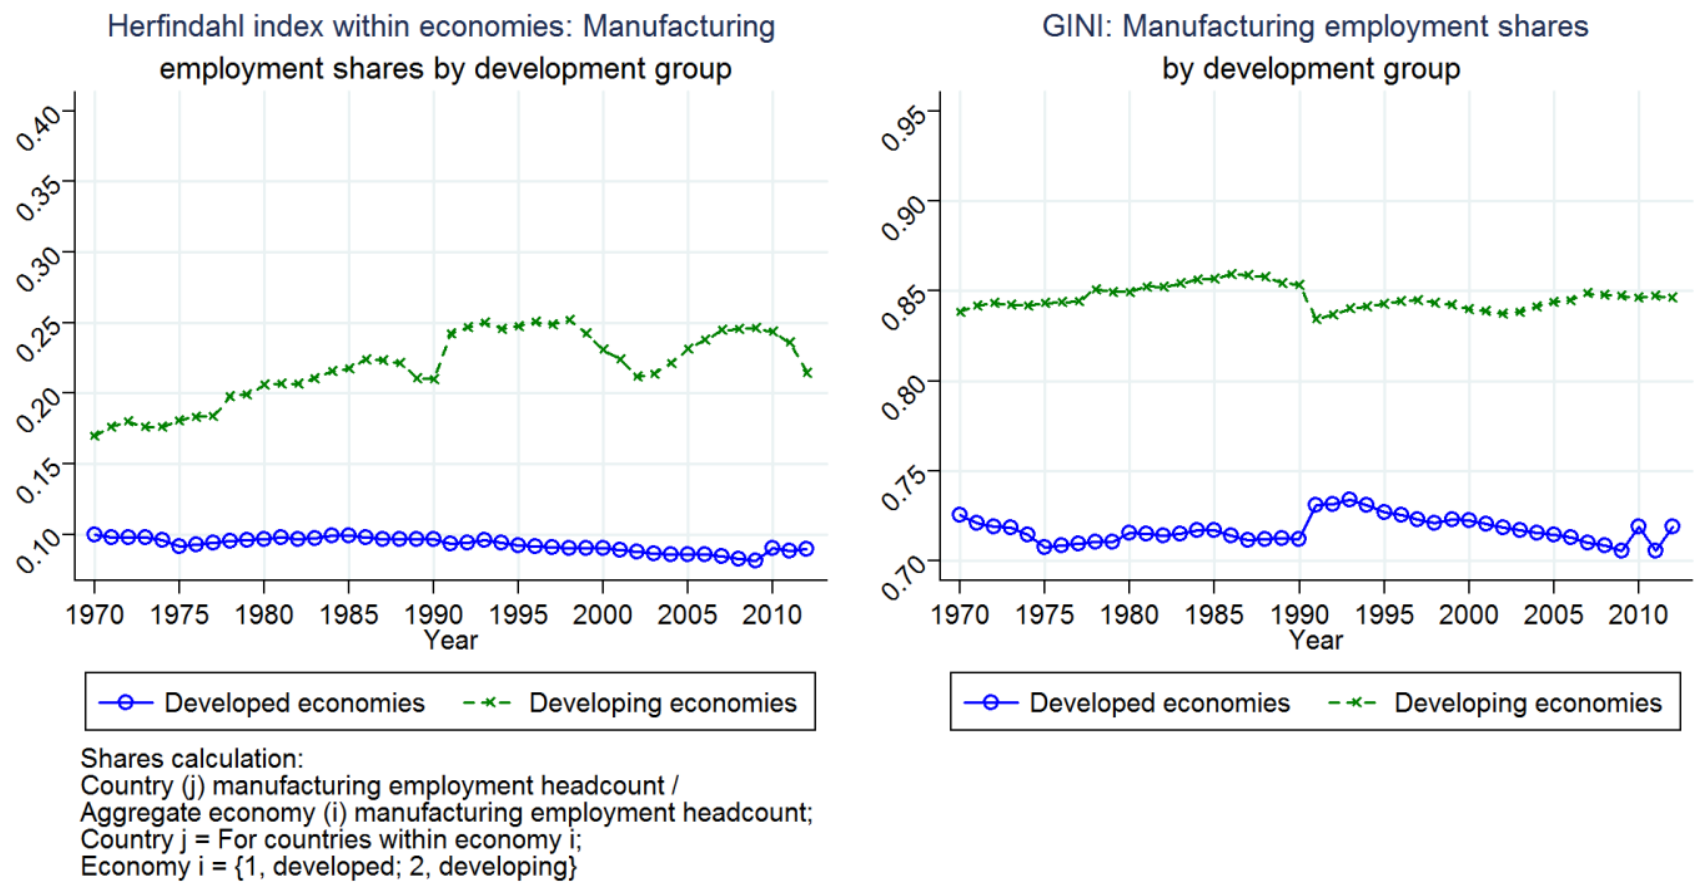 Herfindahl index within economies: Manufacturing
employment shares by development group
0.40
0.35
0.30
0.25
0.20
0.15
0.10
1970 1975 1980 1985 1990 1995 2000 2005 2010
Year
Developed economies Developing economies
Shares calculation:
Country (j) manufacturing employment headcount /
Aggregate economy (i) manufacturing employment headcount;
Country j = For countries within economy i;
Economy i = {1, developed; 2, developing}
GINI: Manufacturing employment shares
by development group
0.95
0.90
0.85
0.80
0.75
0.70
1970 1975 1980 1985 1990 1995 2000 2005 2010
Year
Developed economies Developing economies